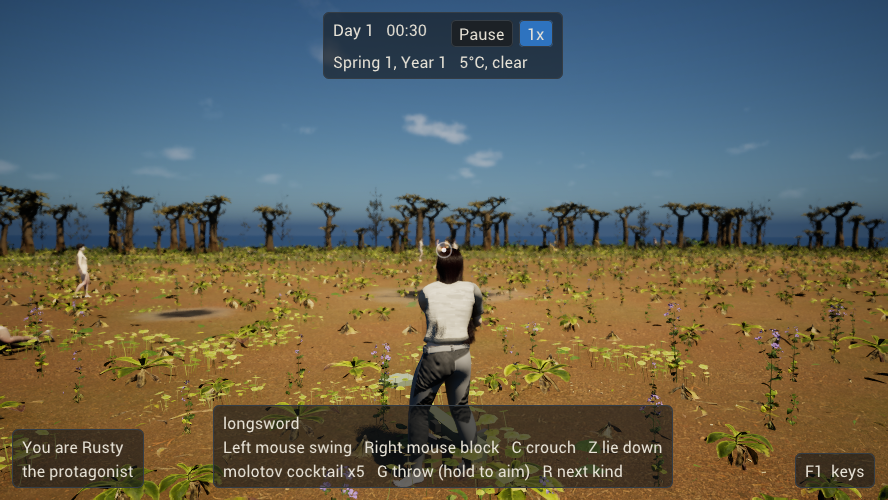 Day 1 00:30 Pause 1x
Spring 1, Year 1 5°C, clear
longsword
Left mouse swing Right mouse block C crouch Z lie down
molotov cocktail x5 G throw (hold to aim) R next kind
You are Rusty
the protagonist
F1 keys